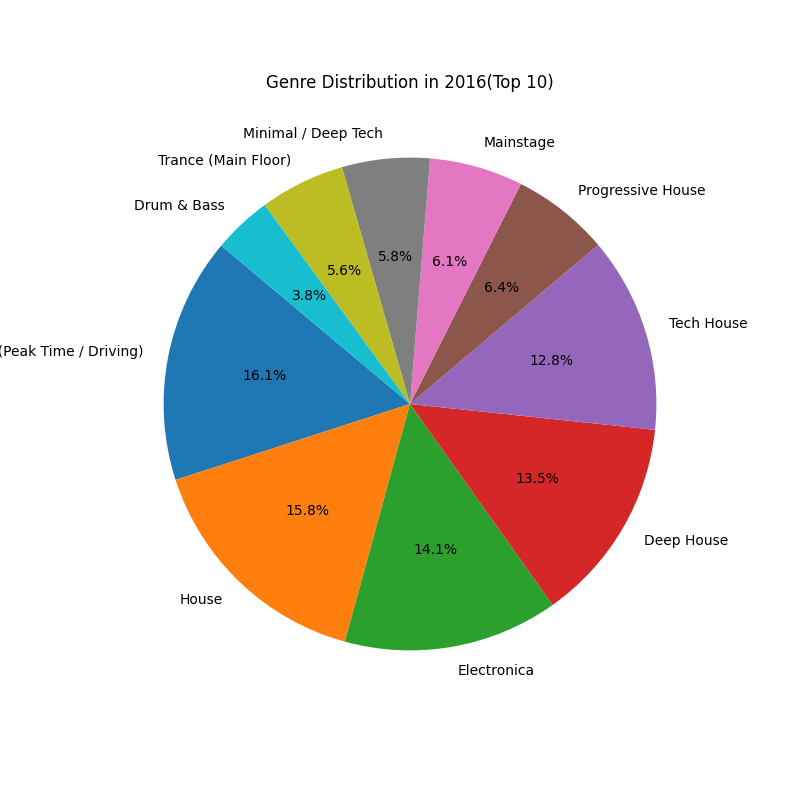 Genre Distribution in 2016(Top 10)
Minimal / Deep Tech
Mainstage
Trance (Main Floor)
Progressive House
Drum & Bass
5.8%
6.1%
5.6%
6.4%
3.8%
Tech House
(Peak Time / Driving)
12.8%
16.1%
13.5%
15.8%
Deep House
14.1%
House
Electronica